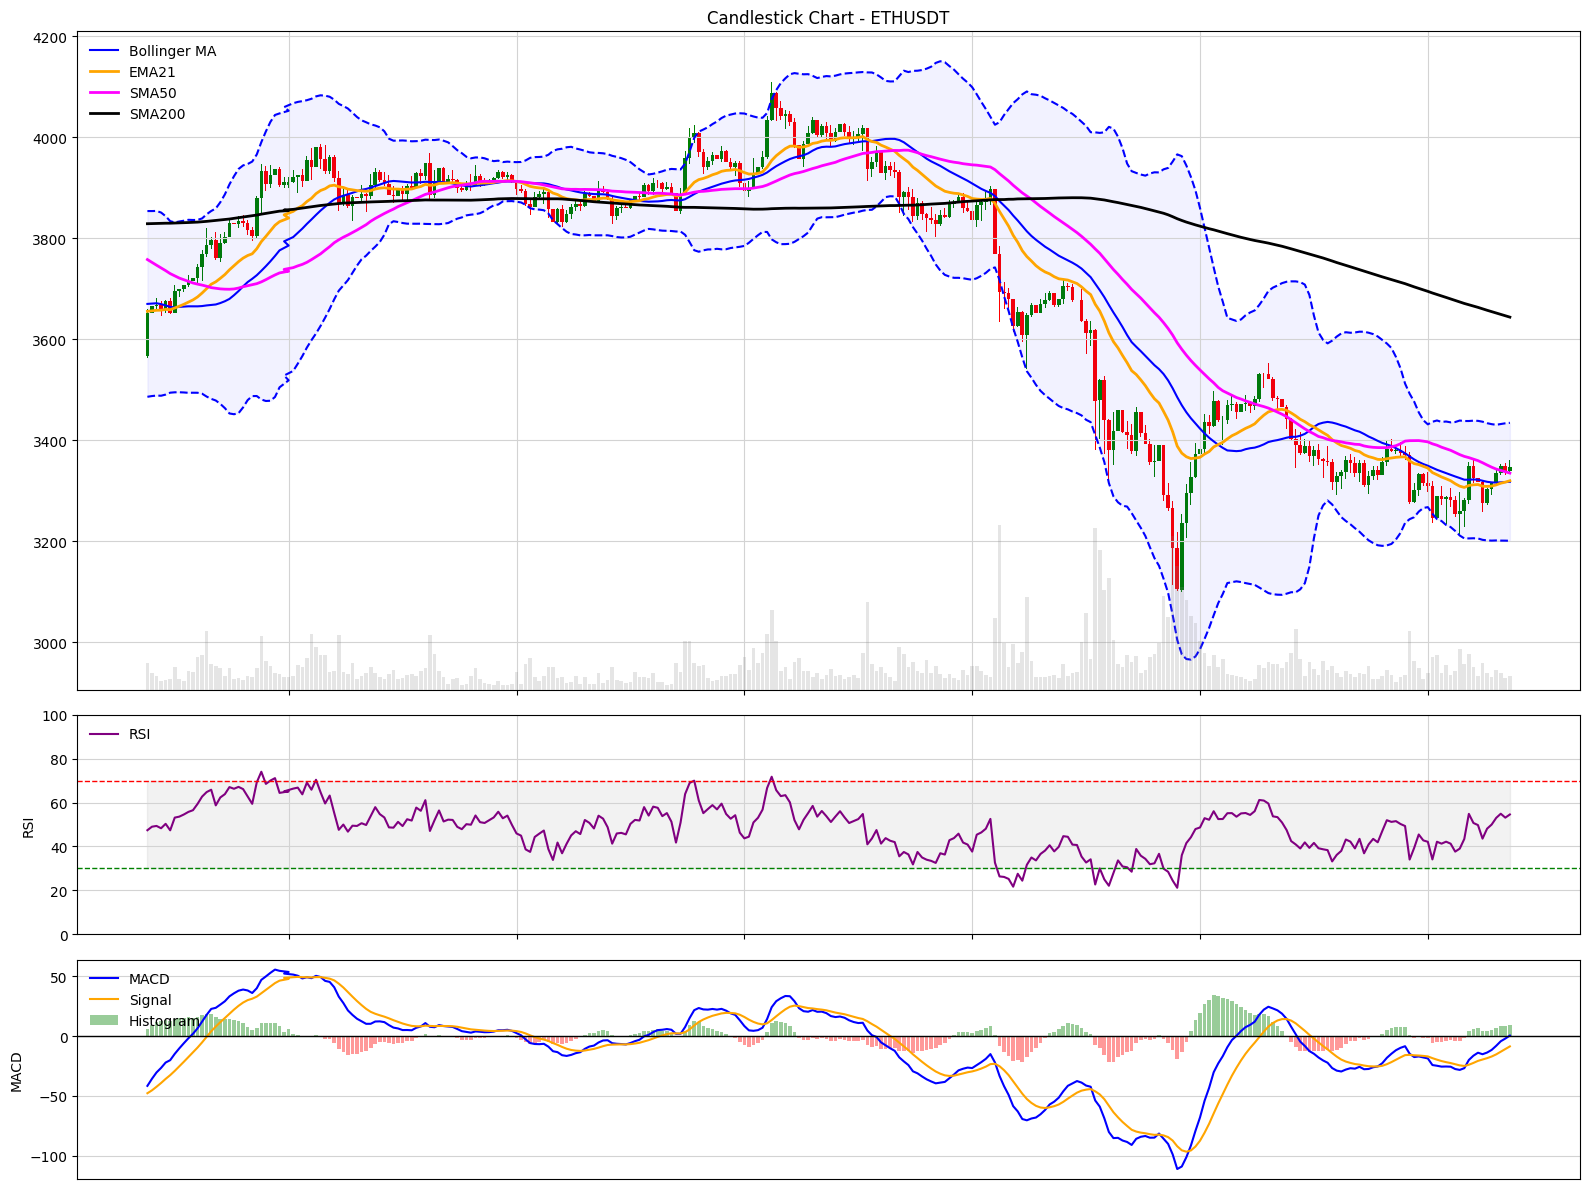 Candlestick Chart - ETHUSDT
Bollinger MA
EMA21
SMA50
SMA200
4200
4000
3800
3600
3400
3200
3000
RSI
100
80
60
40
20
0
RSI
MACD
Signal
Histogram
50
0
−50
−100
MACD